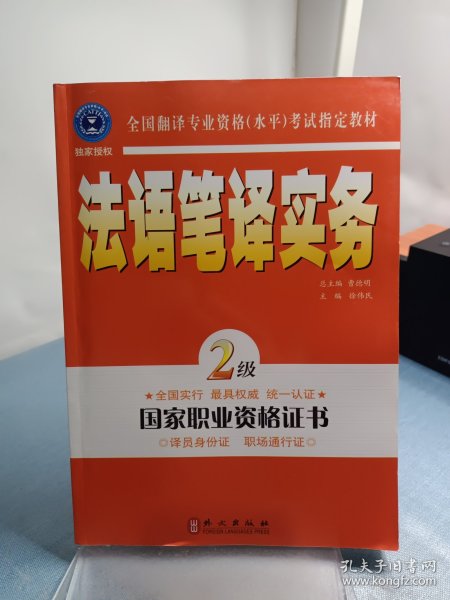 全国翻译专业资格(水平)考试指定教材
CATTI
独家授权
法语笔译实务
总主编 曹德明
主 编 徐伟民
2级
★全国实行 最具权威 统一认证★
国家职业资格证书
◎译员身份证 职场通行证◎
外文出版社
FOREIGN LANGUAGES PRESS
孔夫子旧书网
www.kongfz.com